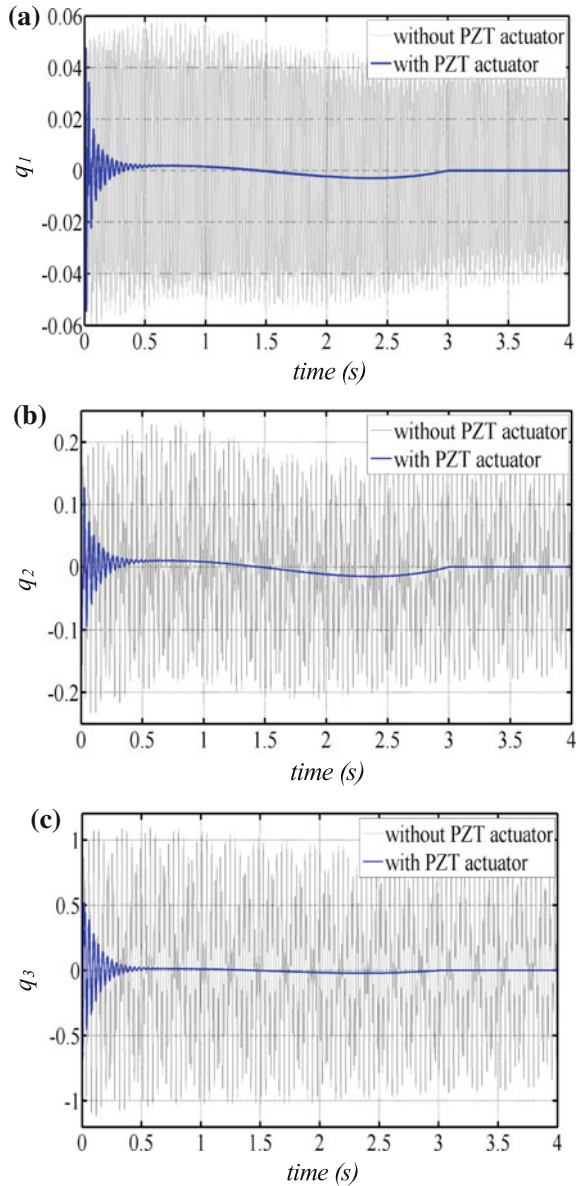 (a)
0.06
0.04
0.02
0
-0.02
-0.04
-0.06
q1
without PZT actuator
with PZT actuator
0 0.5 1 1.5 2 2.5 3 3.5 4
time (s)
(b)
0.2
0.1
0
-0.1
-0.2
q2
without PZT actuator
with PZT actuator
0 0.5 1 1.5 2 2.5 3 3.5 4
time (s)
(c)
1
0.5
0
-0.5
-1
q3
without PZT actuator
with PZT actuator
0 0.5 1 1.5 2 2.5 3 3.5 4
time (s)